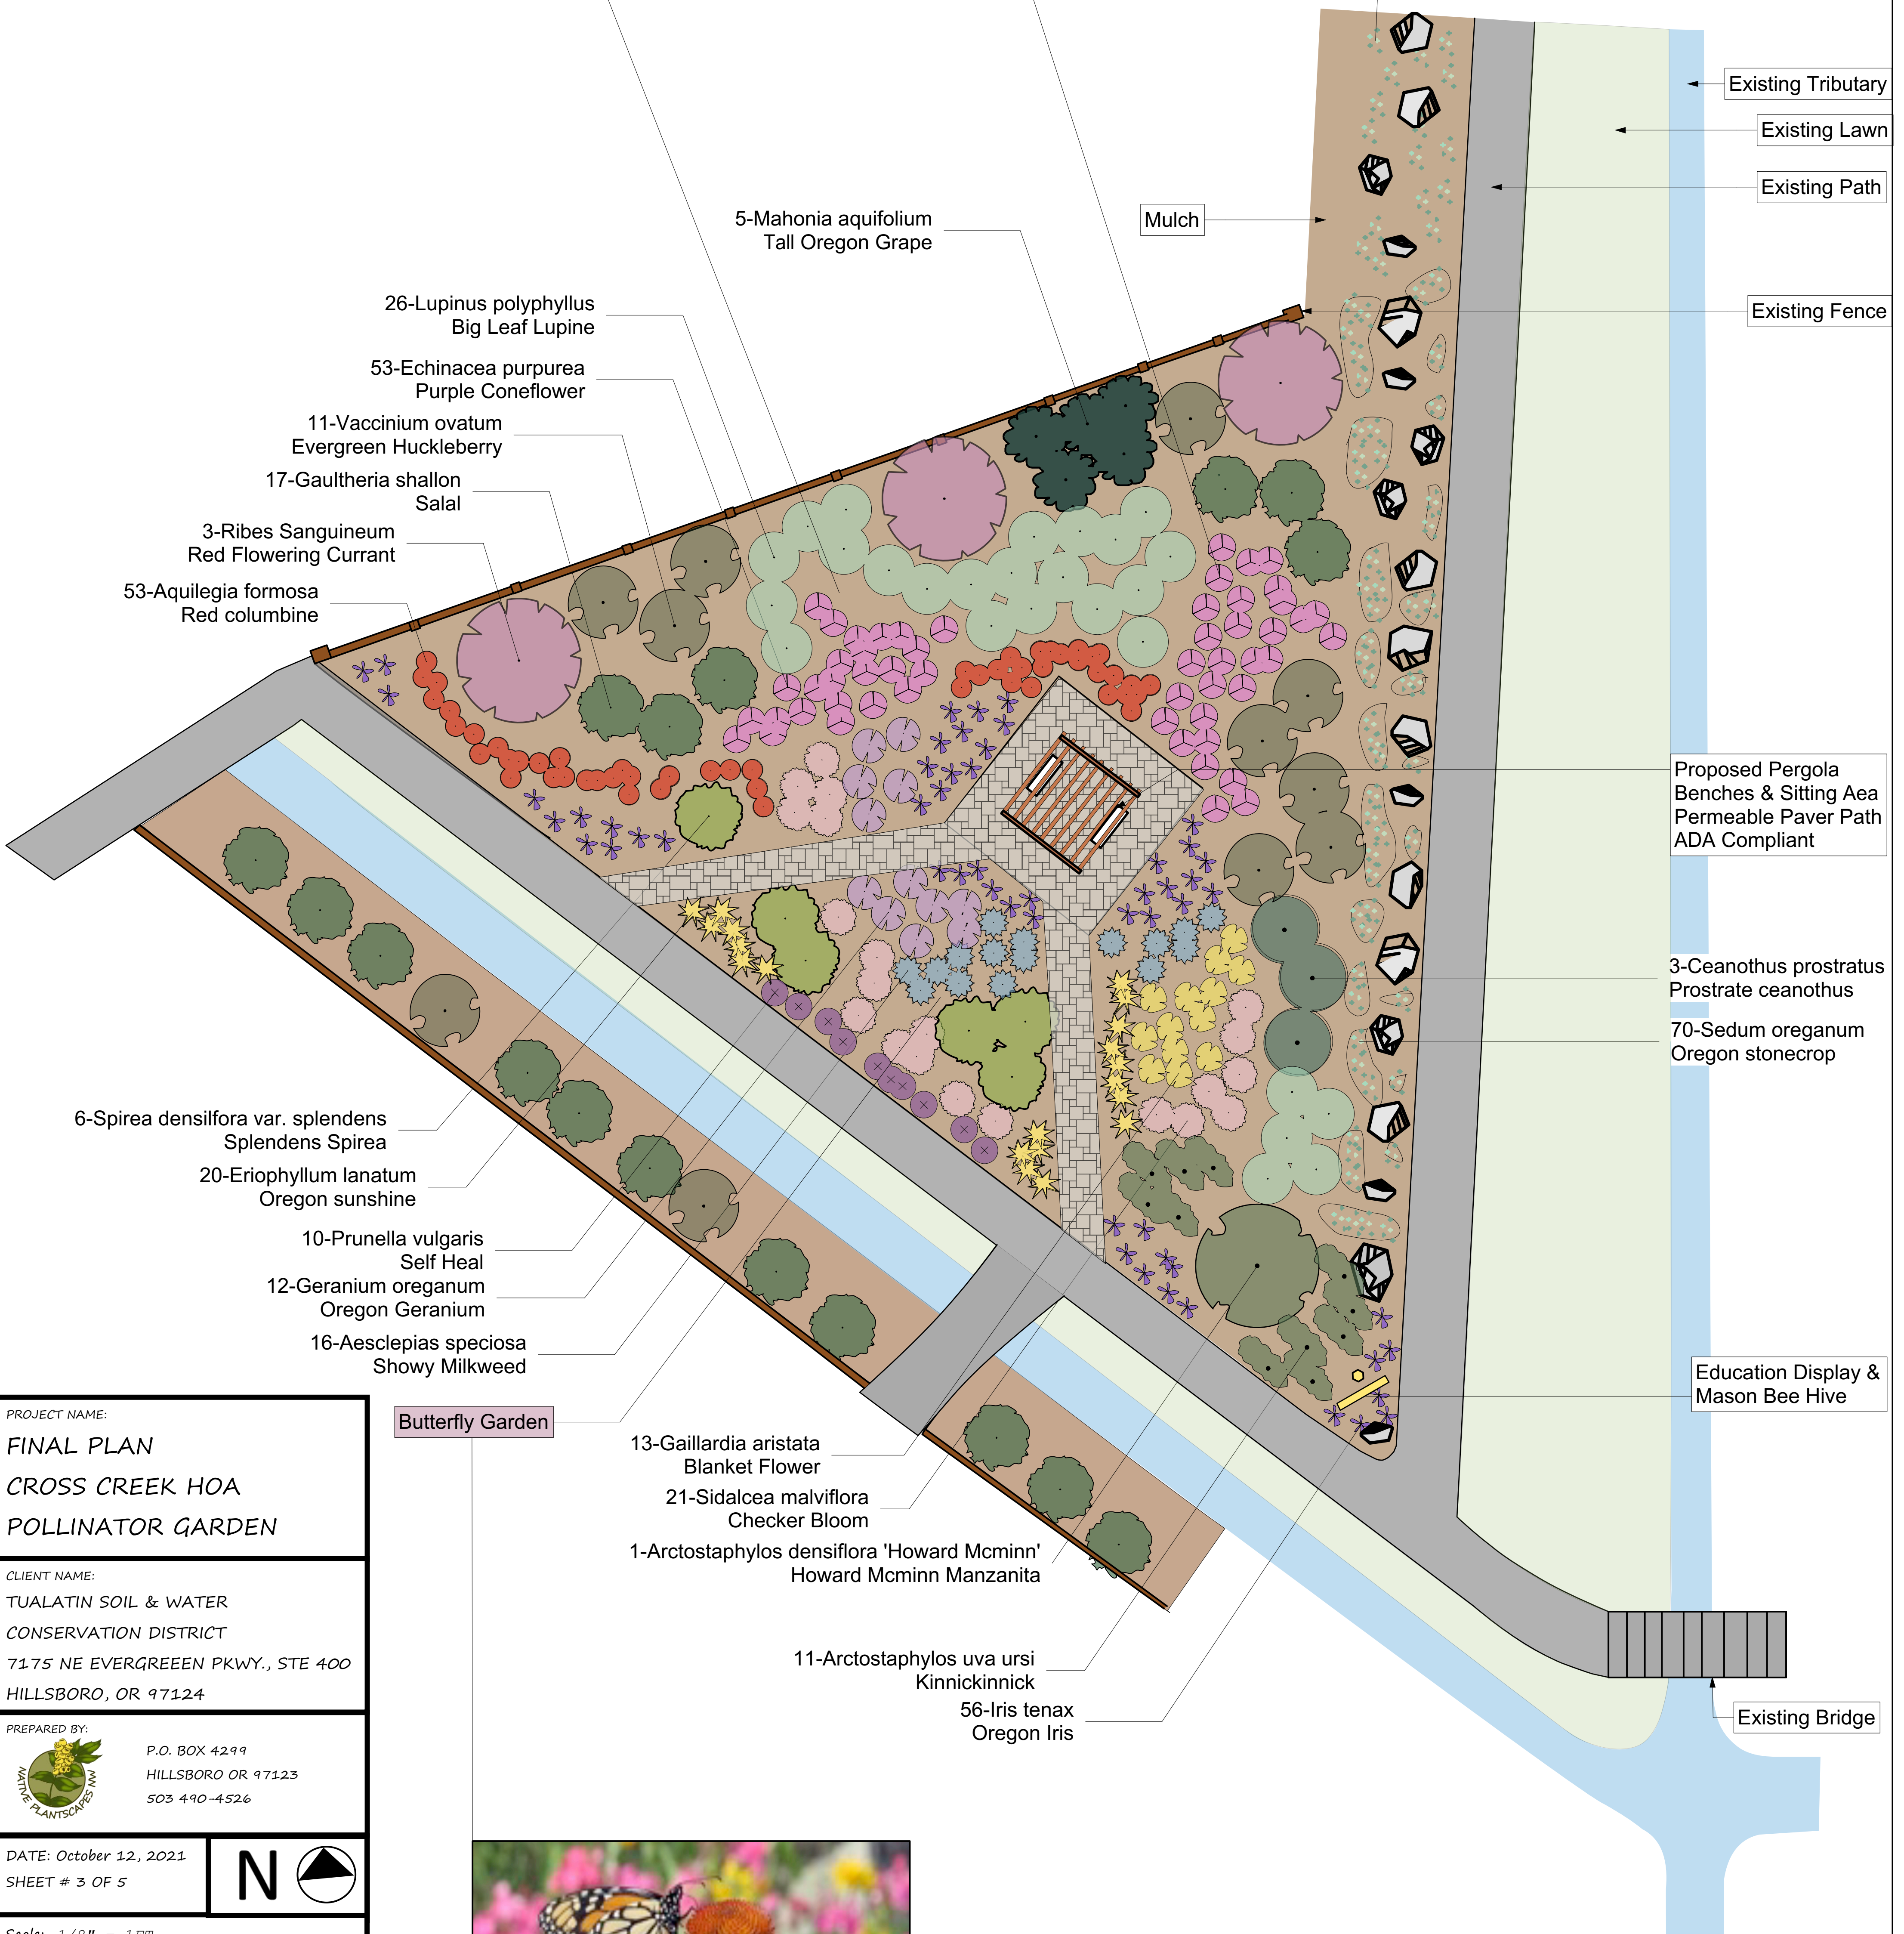 Existing Tributary
Existing Lawn
Existing Path
Mulch
5-Mahonia aquifolium
Tall Oregon Grape
26-Lupinus polyphyllus
Big Leaf Lupine
Existing Fence
53-Echinacea purpurea
Purple Coneflower
11-Vaccinium ovatum
Evergreen Huckleberry
17-Gaultheria shallon
Salal
3-Ribes Sanguineum
Red Flowering Currant
53-Aquilegia formosa
Red columbine
Proposed Pergola
Benches & Sitting Aea
Permeable Paver Path
ADA Compliant
3-Ceanothus prostratus
Prostrate ceanothus
70-Sedum oreganum
Oregon stonecrop
6-Spirea densilfora var. splendens
Splendens Spirea
20-Eriophyllum lanatum
Oregon sunshine
10-Prunella vulgaris
Self Heal
12-Geranium oreganum
Oregon Geranium
16-Aesclepias speciosa
Showy Milkweed
Education Display &
Mason Bee Hive
Butterfly Garden
13-Gaillardia aristata
Blanket Flower
21-Sidalcea malviflora
Checker Bloom
1-Arctostaphylos densiflora 'Howard Mcminn'
Howard Mcminn Manzanita
11-Arctostaphylos uva ursi
Kinnickinnick
56-Iris tenax
Oregon Iris
Existing Bridge
PROJECT NAME:
FINAL PLAN
CROSS CREEK HOA
POLLINATOR GARDEN
CLIENT NAME:
TUALATIN SOIL & WATER
CONSERVATION DISTRICT
7175 NE EVERGREEEN PKWY., STE 400
HILLSBORO, OR 97124
PREPARED BY:
NATIVE PLANTSCAPES NW
P.O. BOX 4299
HILLSBORO OR 97123
503 490-4526
DATE: October 12, 2021
SHEET # 3 OF 5
N
Scale: 1/8" = 1FT